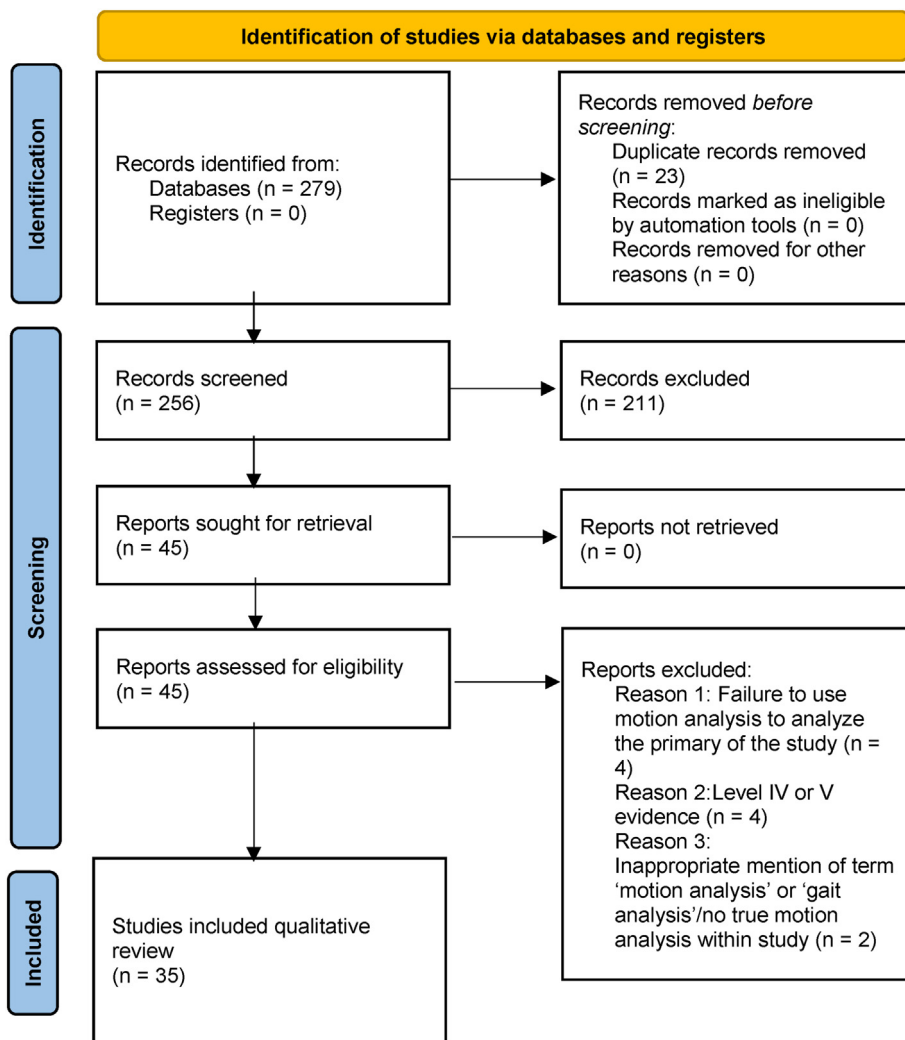 Identification of studies via databases and registers
Identification
Records identified from:
Databases (n = 279)
Registers (n = 0)
Records removed before
screening:
Duplicate records removed
(n = 23)
Records marked as ineligible
by automation tools (n = 0)
Records removed for other
reasons (n = 0)
Screening
Records screened
(n = 256)
Records excluded
(n = 211)
Reports sought for retrieval
(n = 45)
Reports not retrieved
(n = 0)
Reports assessed for eligibility
(n = 45)
Reports excluded:
Reason 1: Failure to use
motion analysis to analyze
the primary of the study (n =
4)
Reason 2:Level IV or V
evidence (n = 4)
Reason 3:
Inappropriate mention of term
‘motion analysis’ or ‘gait
analysis’/no true motion
analysis within study (n = 2)
Included
Studies included qualitative
review
(n = 35)